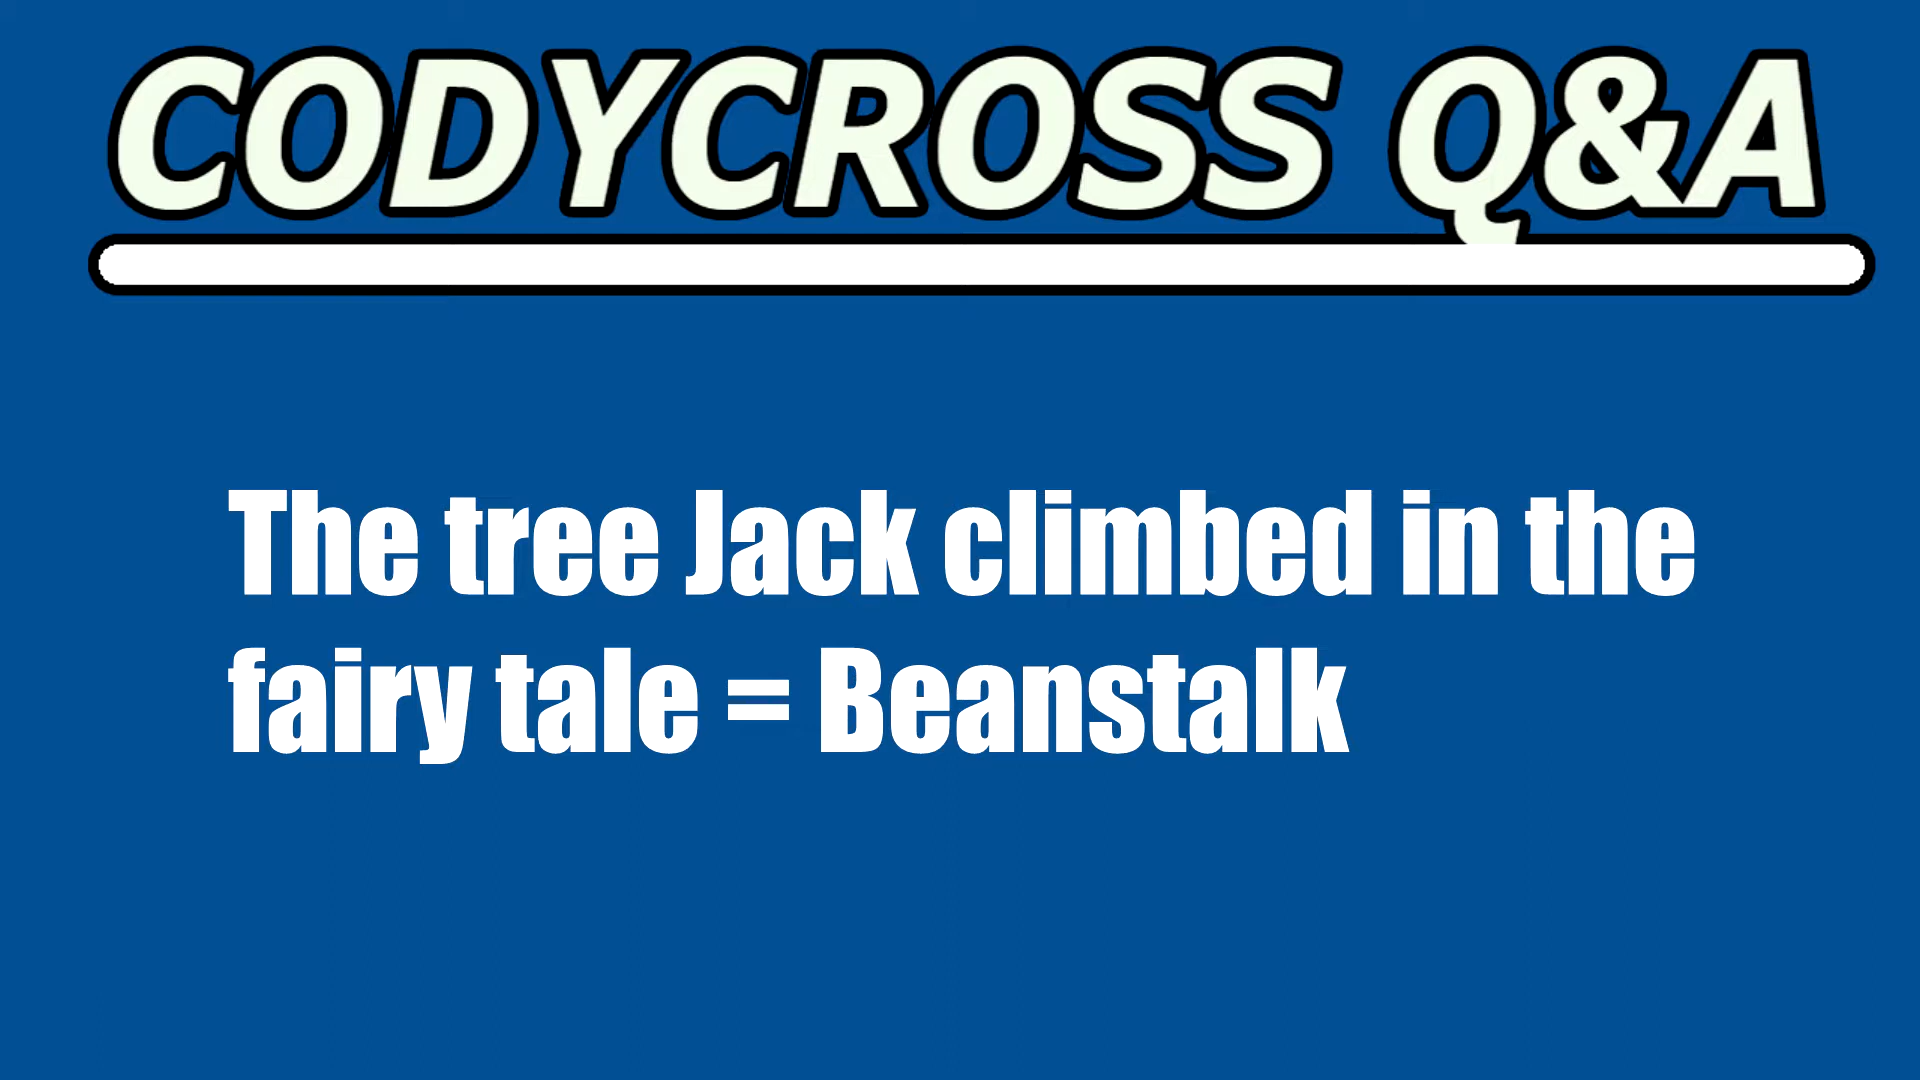 CODYCROSS Q&A
The tree Jack climbed in the
fairy tale = Beanstalk